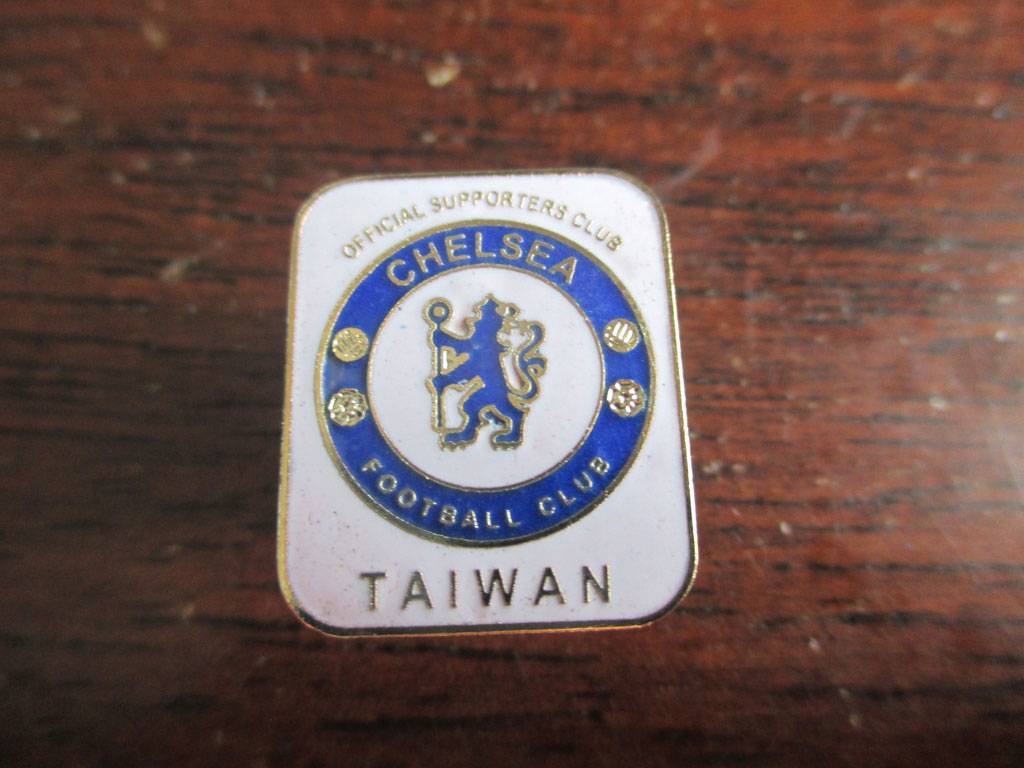 OFFICIAL SUPPORTERS CLUB
CHELSEA
FOOTBALL CLUB
TAIWAN